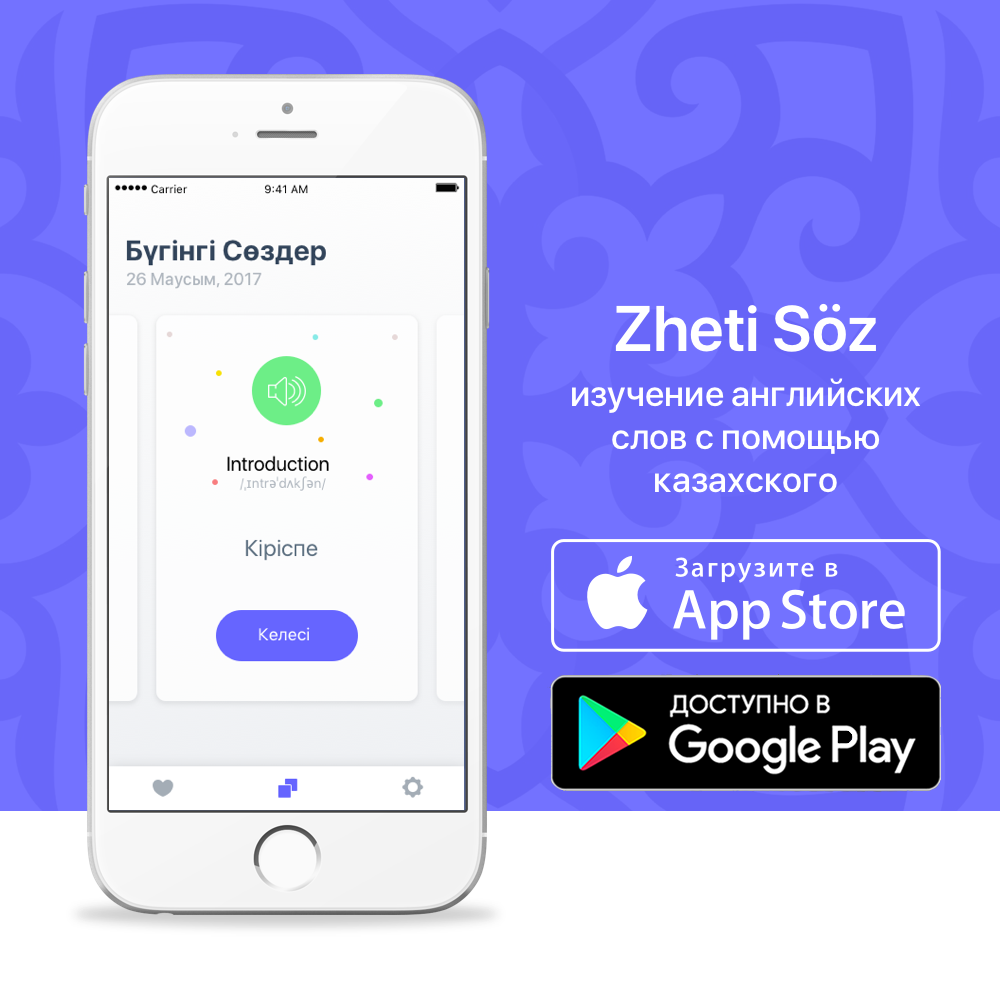 Carrier 9:41 AM
Бүгінгі Сөздер
26 Маусым, 2017
Introduction
/ˌɪntrəˈdʌkʃən/
Кіріспе
Келесі
Zheti Söz
изучение английских
слов с помощью
казахского
Загрузите в
App Store
ДОСТУПНО В
Google Play